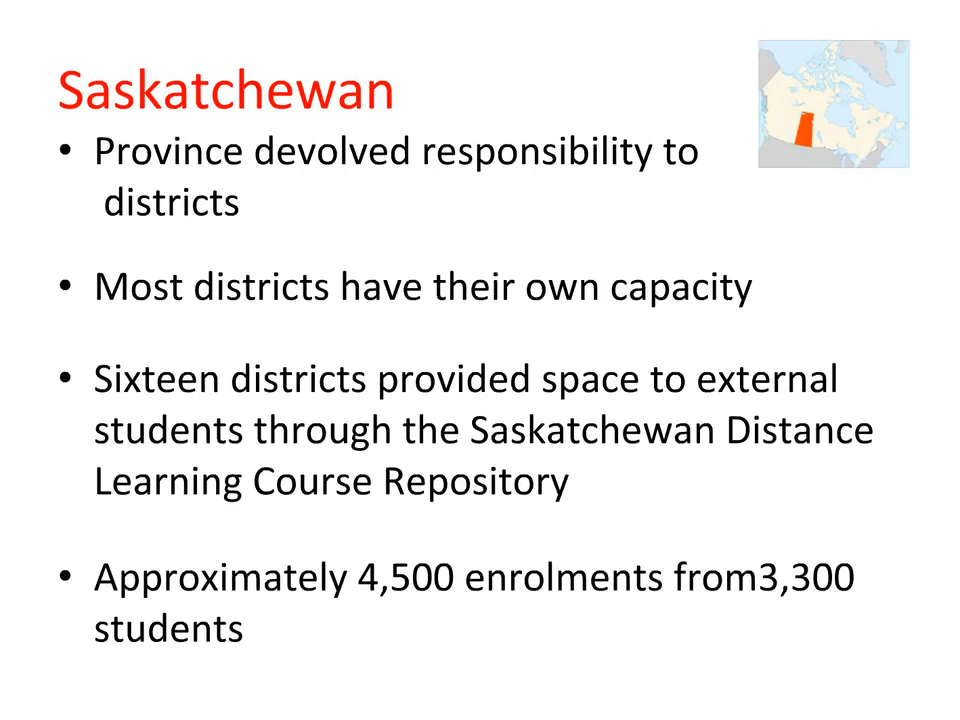 Saskatchewan
• Province devolved responsibility to
districts
• Most districts have their own capacity
• Sixteen districts provided space to external
students through the Saskatchewan Distance
Learning Course Repository
• Approximately 4,500 enrolments from3,300
students